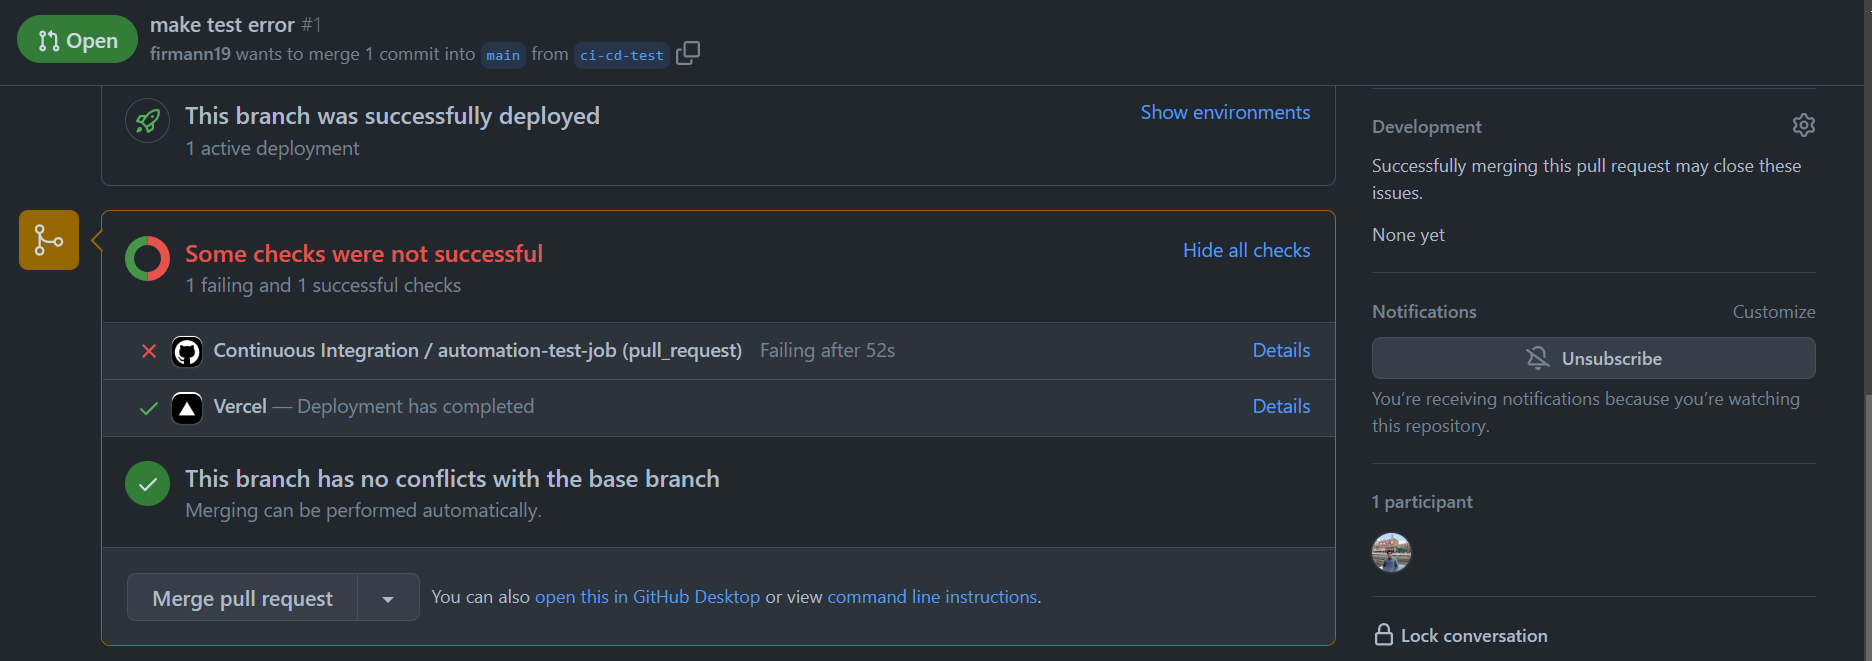 Open
make test error #1
firmann19 wants to merge 1 commit into main from ci-cd-test
This branch was successfully deployed
Show environments
1 active deployment
Some checks were not successful
Hide all checks
1 failing and 1 successful checks
Continuous Integration / automation-test-job (pull_request) Failing after 52s
Details
Vercel — Deployment has completed
Details
This branch has no conflicts with the base branch
Merging can be performed automatically.
Merge pull request
You can also open this in GitHub Desktop or view command line instructions.
Development
Successfully merging this pull request may close these
issues.
None yet
Notifications
Customize
Unsubscribe
You’re receiving notifications because you’re watching
this repository.
1 participant
Lock conversation